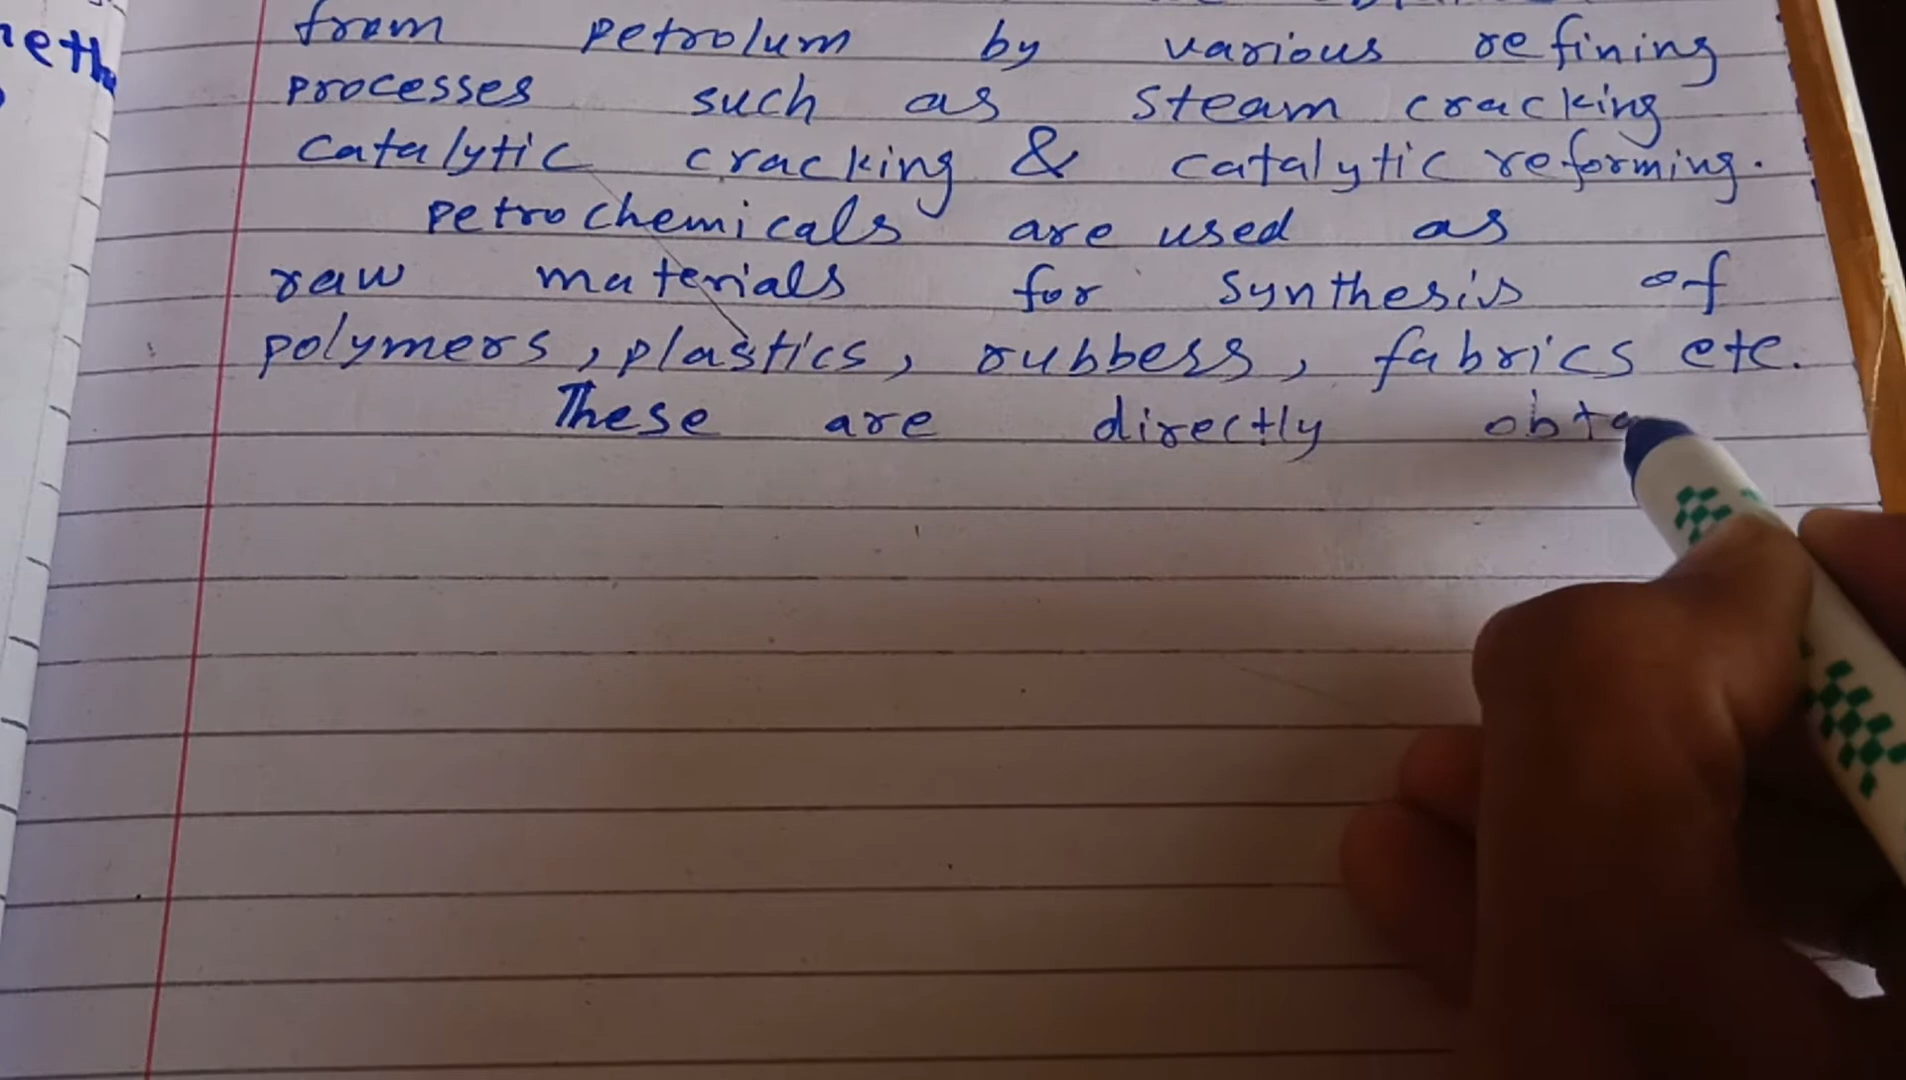 from petrolum by various refining
processes such as steam cracking
catalytic cracking & catalytic reforming.
petrochemicals are used as
raw materials for synthesis of
polymers, plastics, rubbers, fabrics etc.
These are directly obta